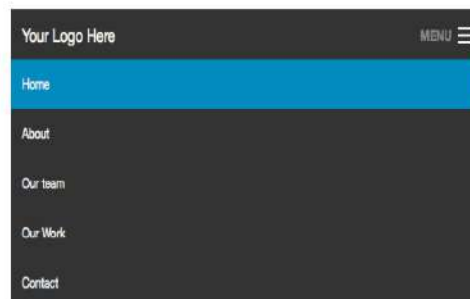 Your Logo Here
MENU
Home
About
Our team
Our Work
Contact